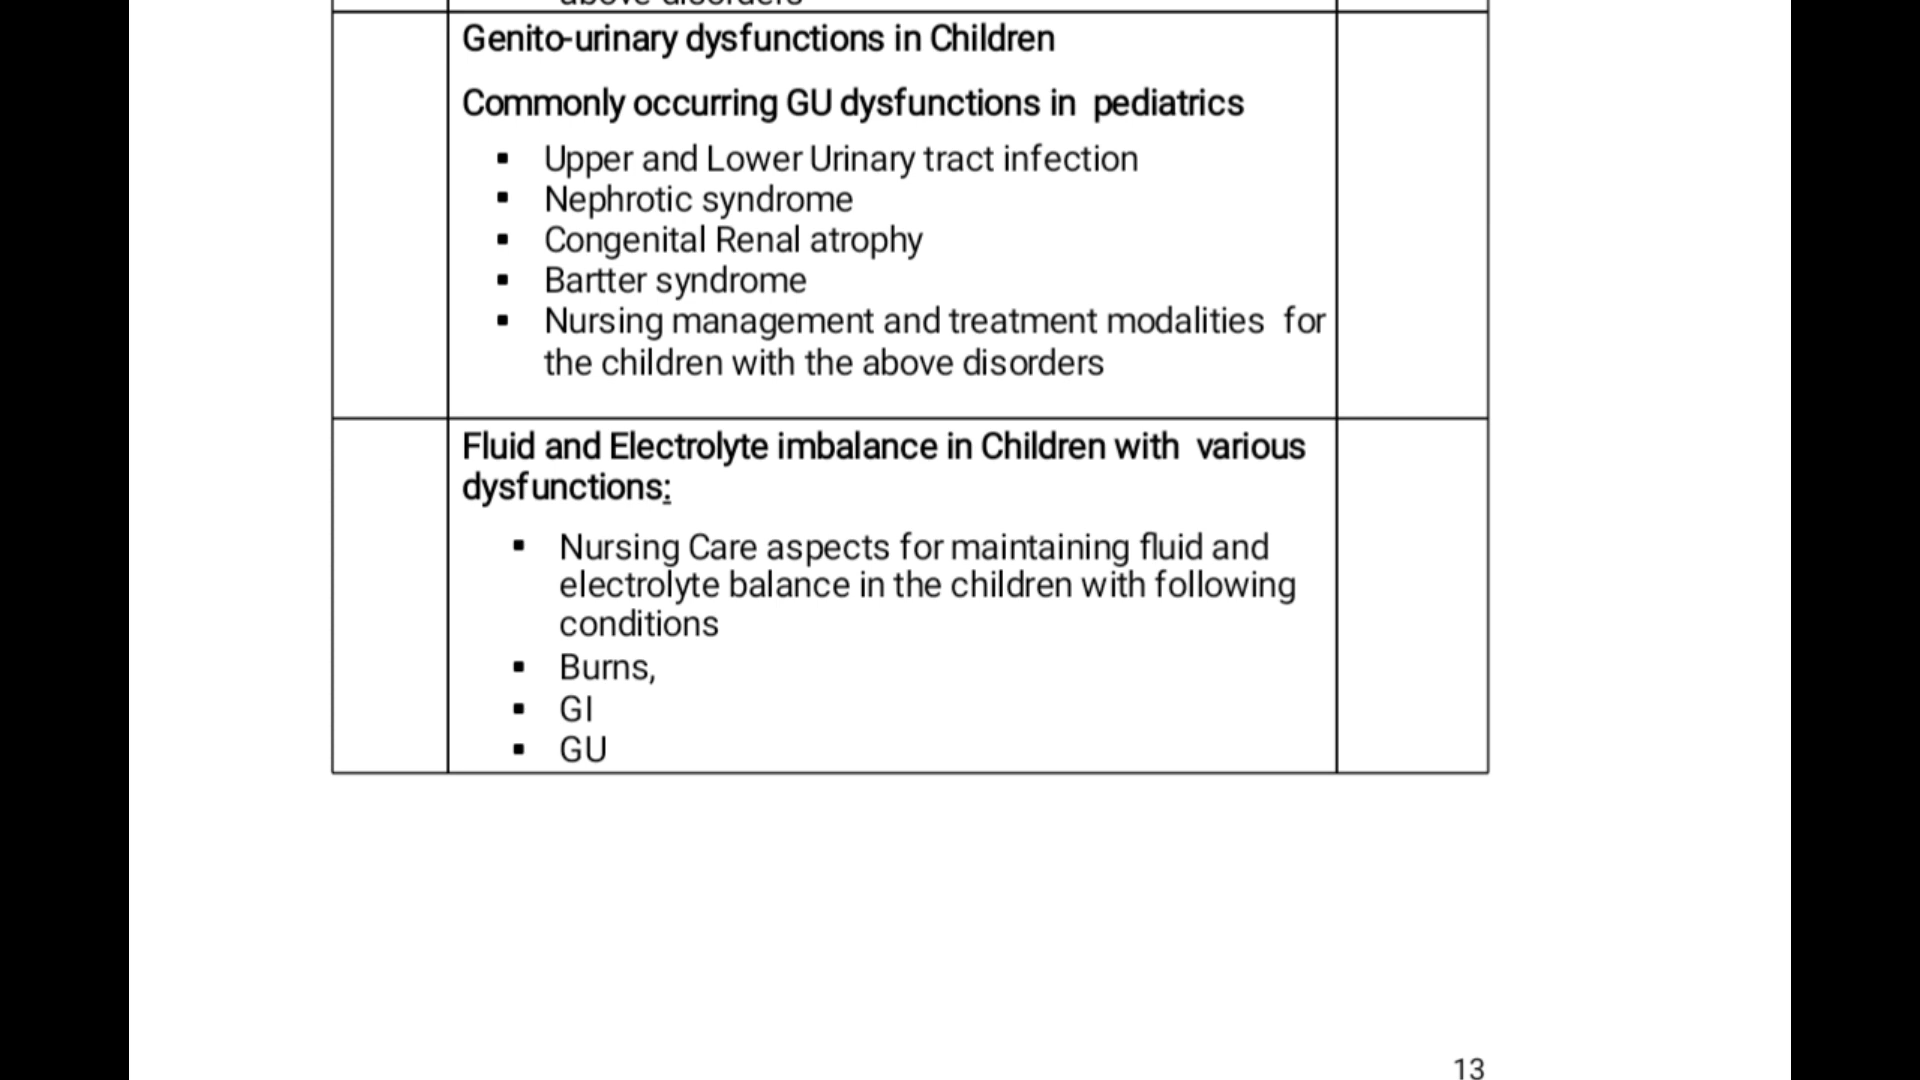 above disorders
Genito-urinary dysfunctions in Children
Commonly occurring GU dysfunctions in pediatrics
▪ Upper and Lower Urinary tract infection
▪ Nephrotic syndrome
▪ Congenital Renal atrophy
▪ Bartter syndrome
▪ Nursing management and treatment modalities for
the children with the above disorders
Fluid and Electrolyte imbalance in Children with various
dysfunctions:
▪ Nursing Care aspects for maintaining fluid and
electrolyte balance in the children with following
conditions
▪ Burns,
▪ GI
▪ GU
13